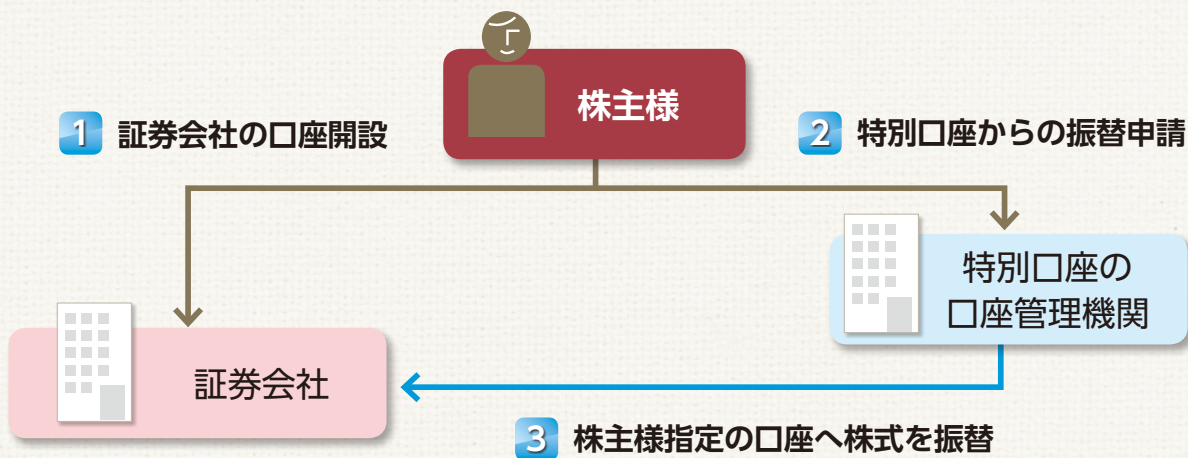 株主様
1 証券会社の口座開設
2 特別口座からの振替申請
特別口座の
口座管理機関
証券会社
3 株主様指定の口座へ株式を振替